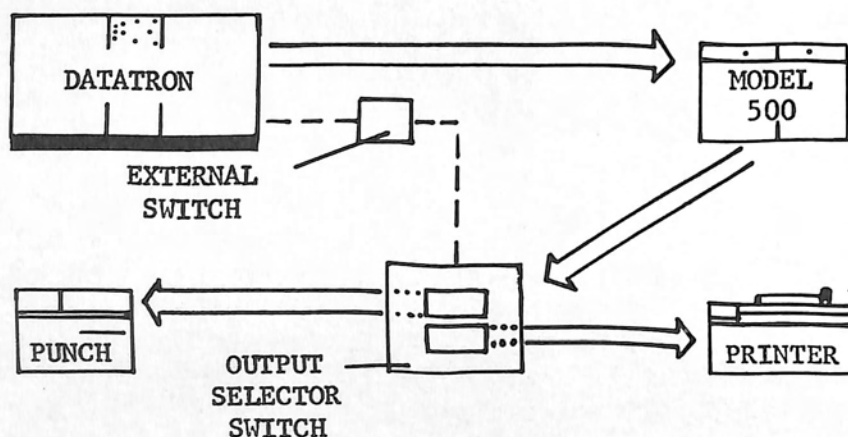 DATATRON
MODEL
500
EXTERNAL
SWITCH
PUNCH
OUTPUT
SELECTOR
SWITCH
PRINTER